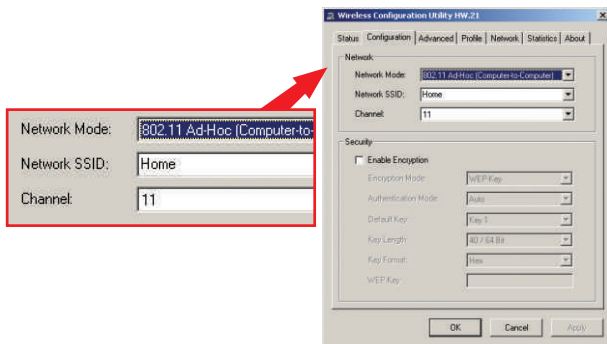 Wireless Configuration Utility HW.21
Status Configuration Advanced Profile Network Statistics About
Network
Network Mode: 802.11 Ad-Hoc (Computer-to-Computer)
Network SSID: Home
Channel: 11
Security
Enable Encryption
Encryption Mode: WEP Key
Authentication Mode: Auto
Default Key: Key 1
Key Length: 40 / 64 Bit
Key Format: Hex
WEP Key:
OK Cancel Apply
Network Mode: 802.11 Ad-Hoc (Computer-to-
Network SSID: Home
Channel: 11